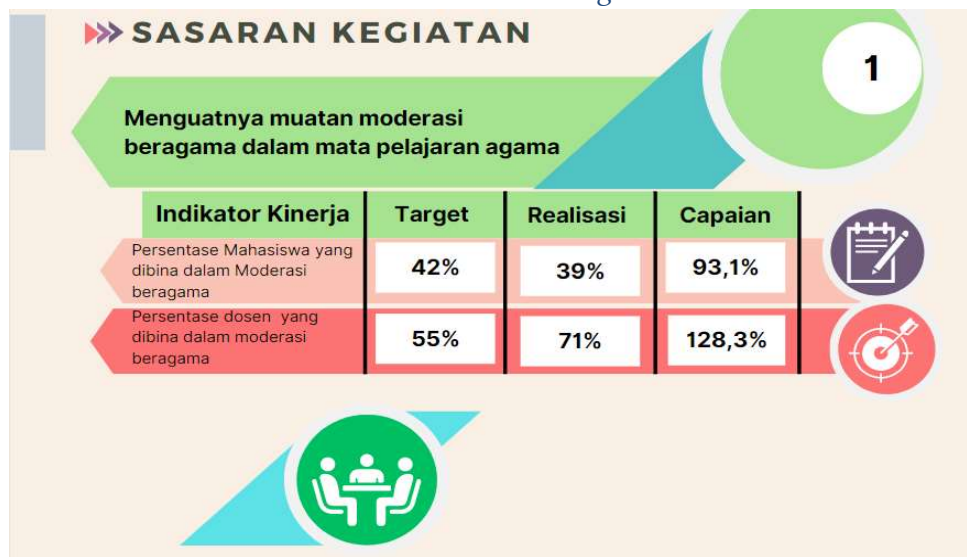 SASARAN KEGIATAN
1
Menguatnya muatan moderasi
beragama dalam mata pelajaran agama
Indikator Kinerja Target Realisasi Capaian
Persentase Mahasiswa yang
dibina dalam Moderasi
beragama
42% 39% 93,1%
Persentase dosen yang
dibina dalam moderasi
beragama
55% 71% 128,3%